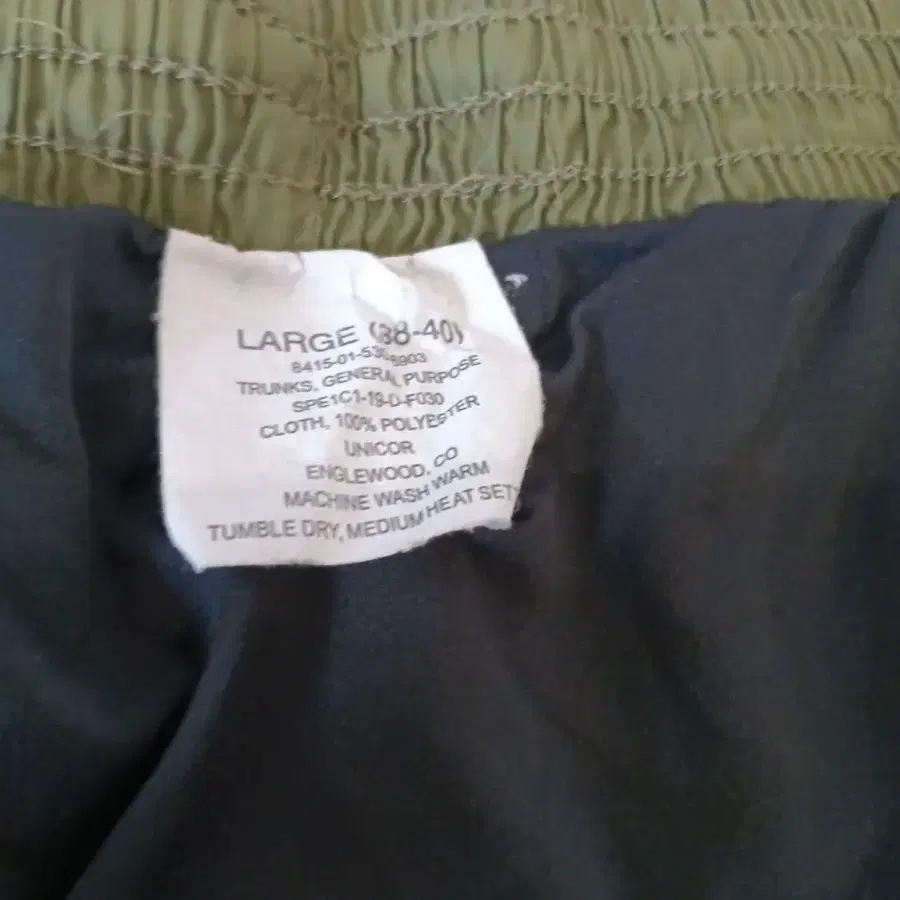 LARGE (38-40)
TRUNKS, GENERAL PURPOSE
SPE1C1-19-D-F030
CLOTH, 100% POLYESTER
UNICOR
ENGLEWOOD, CO
MACHINE WASH WARM
TUMBLE DRY, MEDIUM HEAT SET